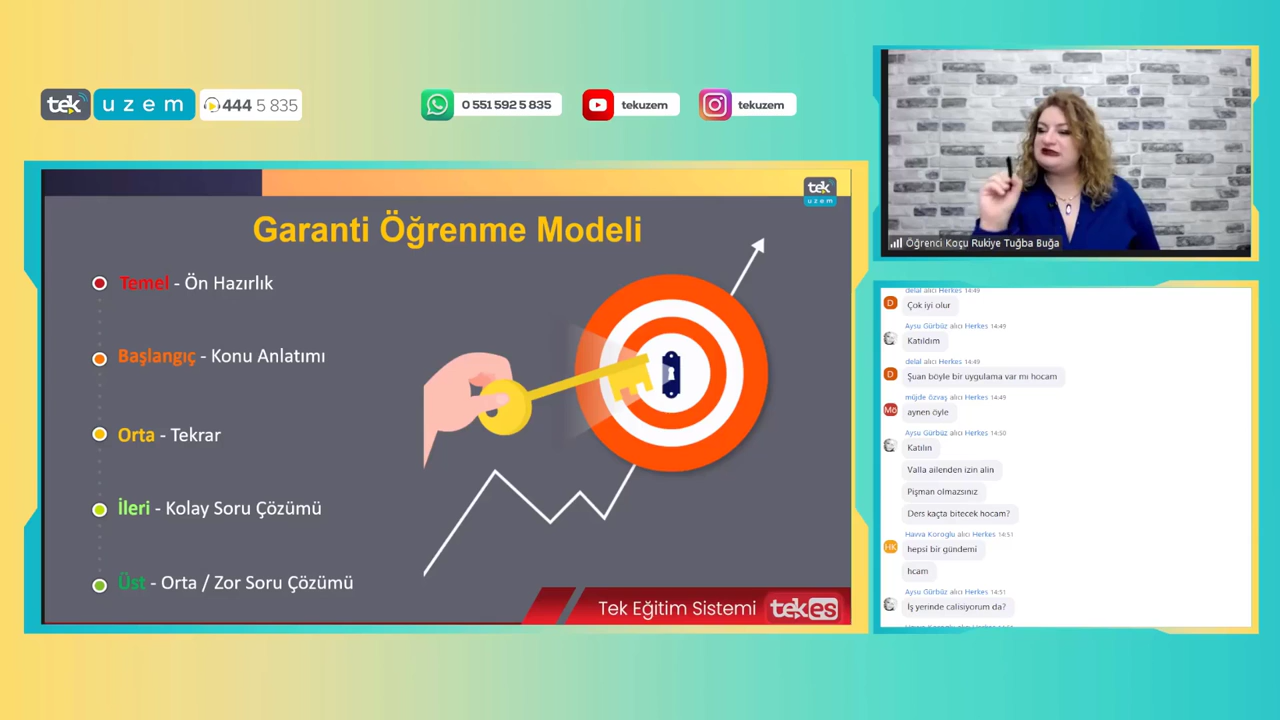 tek uzem 444 5 835
0 551 592 5 835
tekuzem
tekuzem
tek
uzem
Garanti Öğrenme Modeli
Temel - Ön Hazırlık
Başlangıç - Konu Anlatımı
Orta - Tekrar
İleri - Kolay Soru Çözümü
Üst - Orta / Zor Soru Çözümü
Tek Eğitim Sistemi tekes
Öğrenci Koçu Rukiye Tuğba Buğa
delal alıcı Herkes 14:49
D Çok iyi olur
Aysu Gürbüz alıcı Herkes 14:49
Katıldım
delal alıcı Herkes 14:49
D Şuan böyle bir uygulama var mı hocam
müjde özvaş alıcı Herkes 14:49
Mö aynen öyle
Aysu Gürbüz alıcı Herkes 14:50
Katılın
Valla ailenden izin alin
Pişman olmazsınız
Ders kaçta bitecek hocam?
Havva Koroglu alıcı Herkes 14:51
HK hepsi bir gündemi
hcam
Aysu Gürbüz alıcı Herkes 14:51
İş yerinde calisiyorum da?